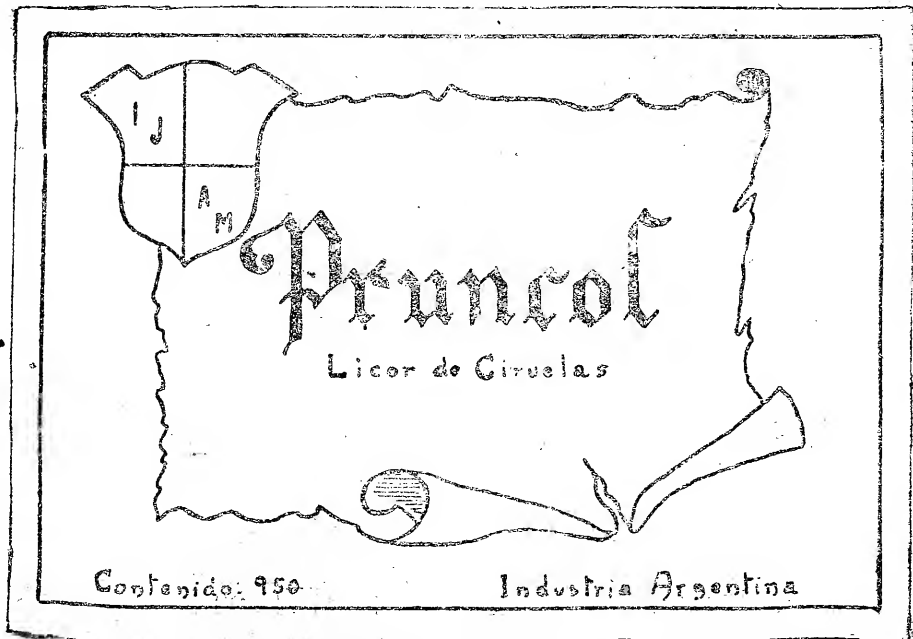 I J
A M
Pruncol
Licor de Ciruelas
Contenido: 950 Industria Argentina